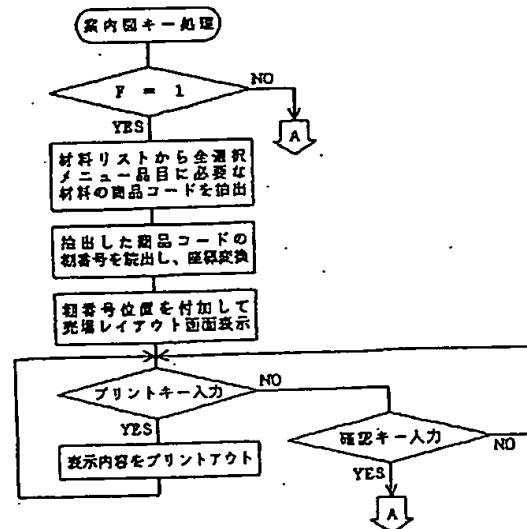 案内図キー処理
F = 1
NO
YES
A
材料リストから全選択
メニュー品目に必要な
材料の商品コードを抽出
抽出した商品コードの
棚番号を読出し、座標変換
棚番号位置を付加して
売場レイアウト画面表示
プリントキー入力
NO
YES
確認キー入力
NO
表示内容をプリントアウト
YES
A